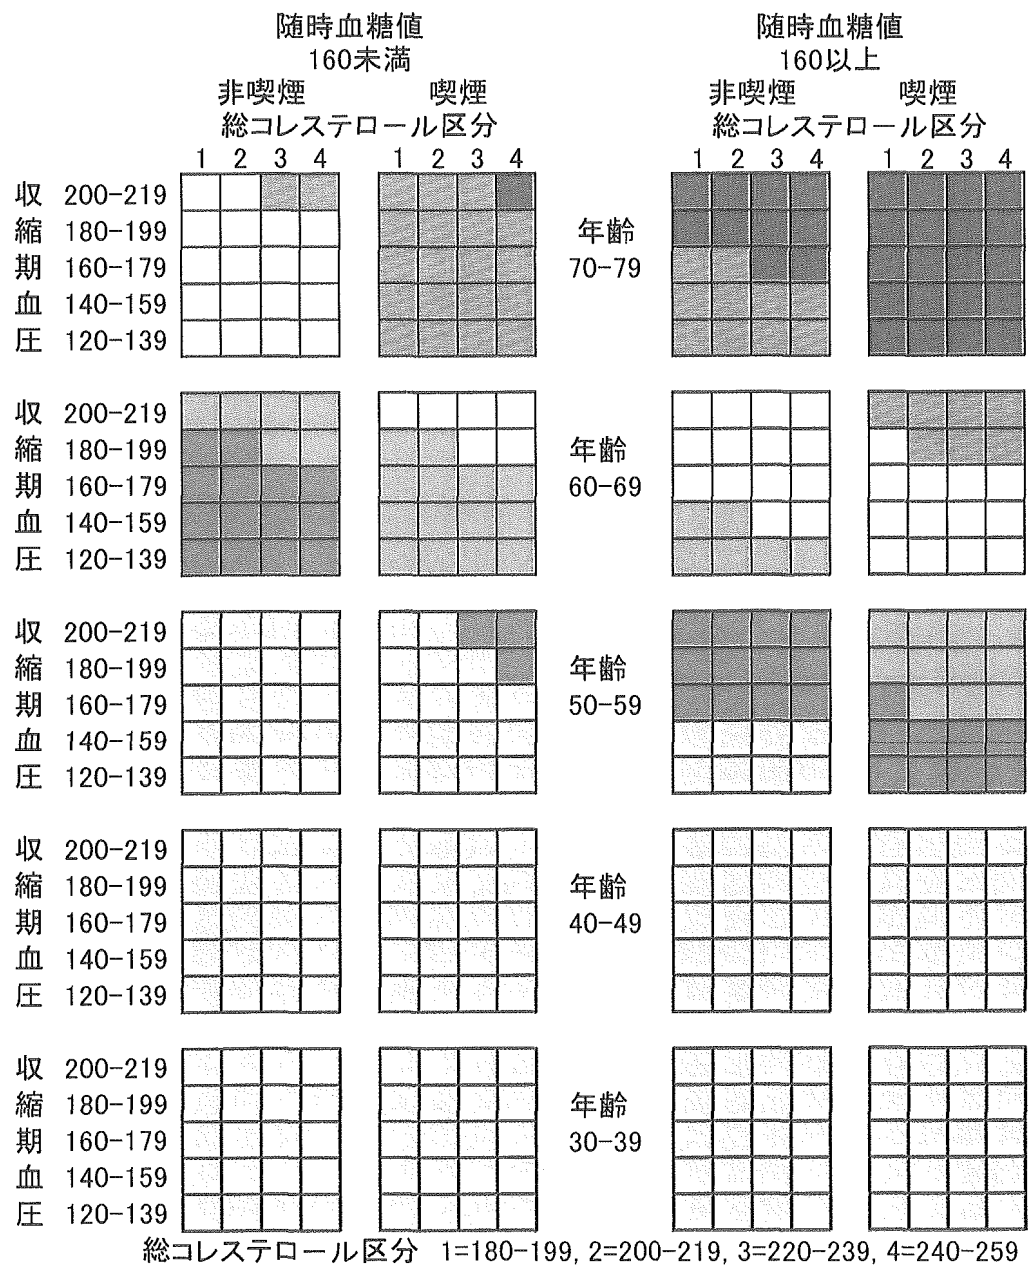 随時血糖値 随時血糖値
160未満 160以上
非喫煙 喫煙 非喫煙 喫煙
総コレステロール区分 総コレステロール区分
1 2 3 4 1 2 3 4 1 2 3 4 1 2 3 4
収 200-219
縮 180-199 年齢
期 160-179 70-79
血 140-159
圧 120-139
収 200-219
縮 180-199 年齢
期 160-179 60-69
血 140-159
圧 120-139
収 200-219
縮 180-199 年齢
期 160-179 50-59
血 140-159
圧 120-139
収 200-219
縮 180-199 年齢
期 160-179 40-49
血 140-159
圧 120-139
収 200-219
縮 180-199 年齢
期 160-179 30-39
血 140-159
圧 120-139
総コレステロール区分 1=180-199, 2=200-219, 3=220-239, 4=240-259